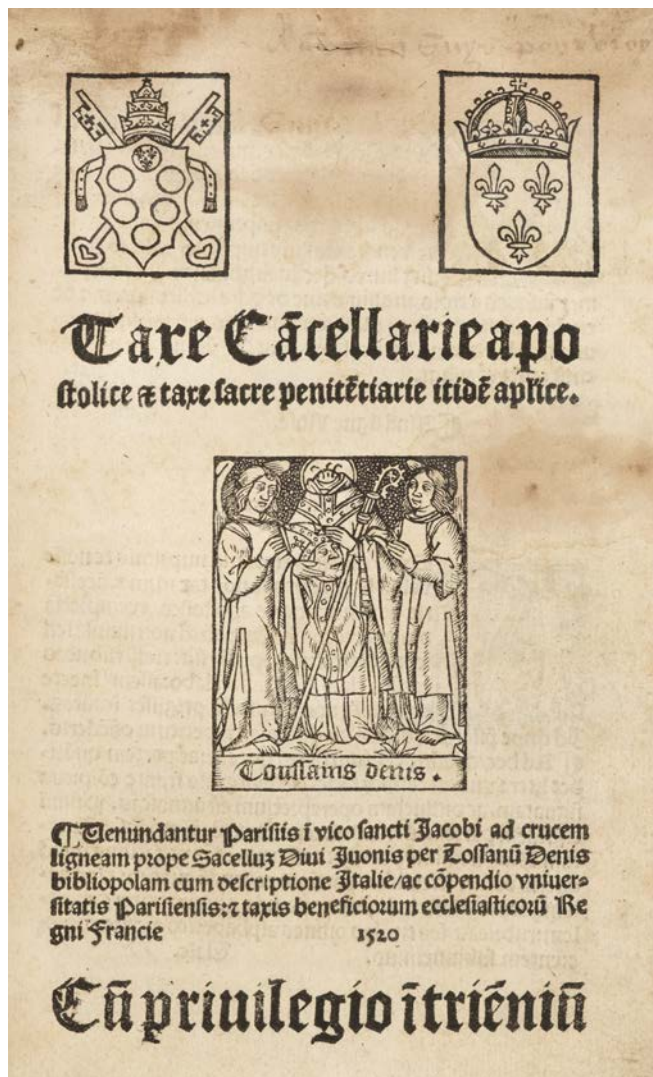 Taxe Cācellarie apo
stolice ⁊ taxe sacre penitētiarie itidē aplice.
Toussains denis.
¶ Uenundantur Parisiis ī vico sancti Jacobi ad crucem
ligneam prope Sacelluꝫ Diui Juonis per Tossanū Denis
bibliopolam cum descriptione Italie/ac cōpendio vniuer⸗
sitatis Parisiensis:⁊ taxis beneficiorum ecclesiasticorū Re
gni Francie 1520
Cū priuilegio ī triēniū